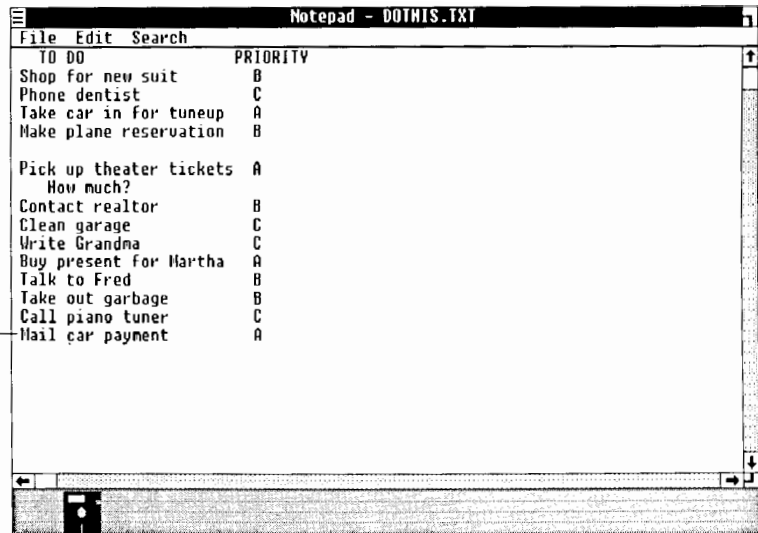 Notepad - DOTHIS.TXT
File Edit Search
TO DO PRIORITY
Shop for new suit B
Phone dentist C
Take car in for tuneup A
Make plane reservation B
Pick up theater tickets A
How much?
Contact realtor B
Clean garage C
Write Grandma C
Buy present for Martha A
Talk to Fred B
Take out garbage B
Call piano tuner C
Mail car payment A